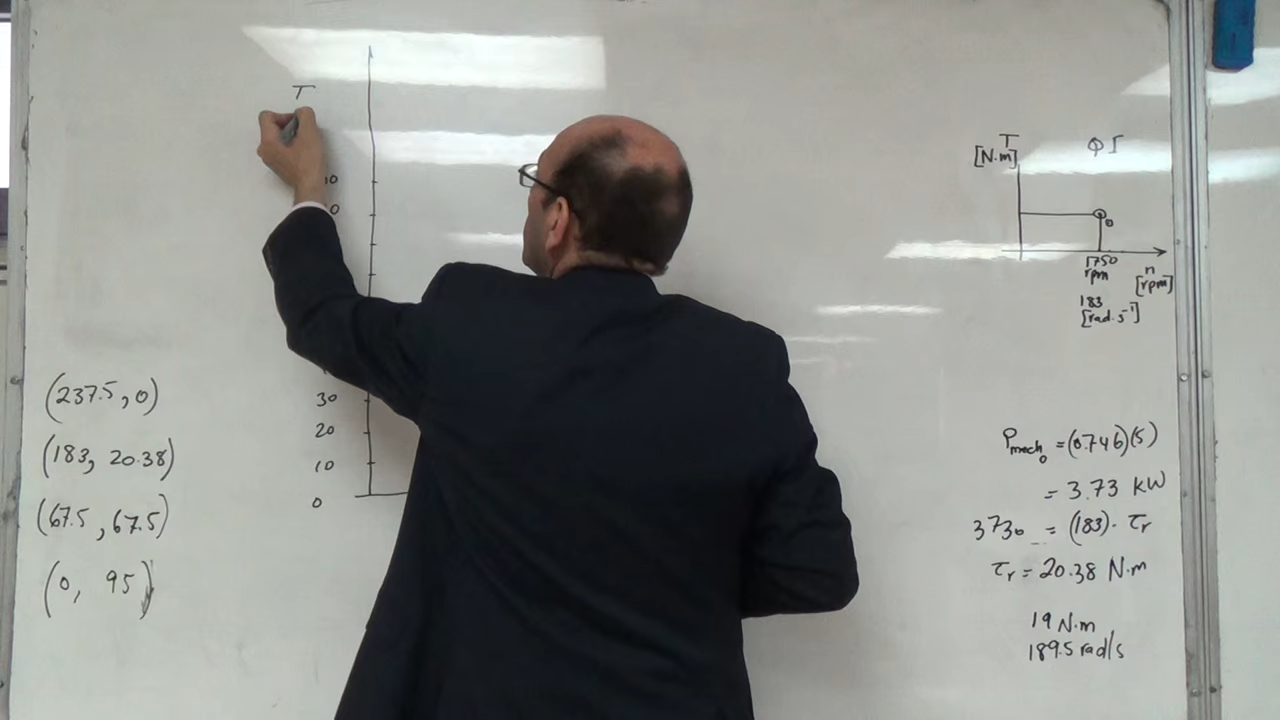 T
30
20
10
0
(237.5, 0)
(183, 20.38)
(67.5, 67.5)
(0, 95)
T
[N.m]
Φ I
0
1750
rpm
n
[rpm]
183
[rad.s⁻¹]
Pmech₀ = (0.746)(5)
= 3.73 KW
3730 = (183)· τr
τr = 20.38 N.m
19 N.m
189.5 rad/s